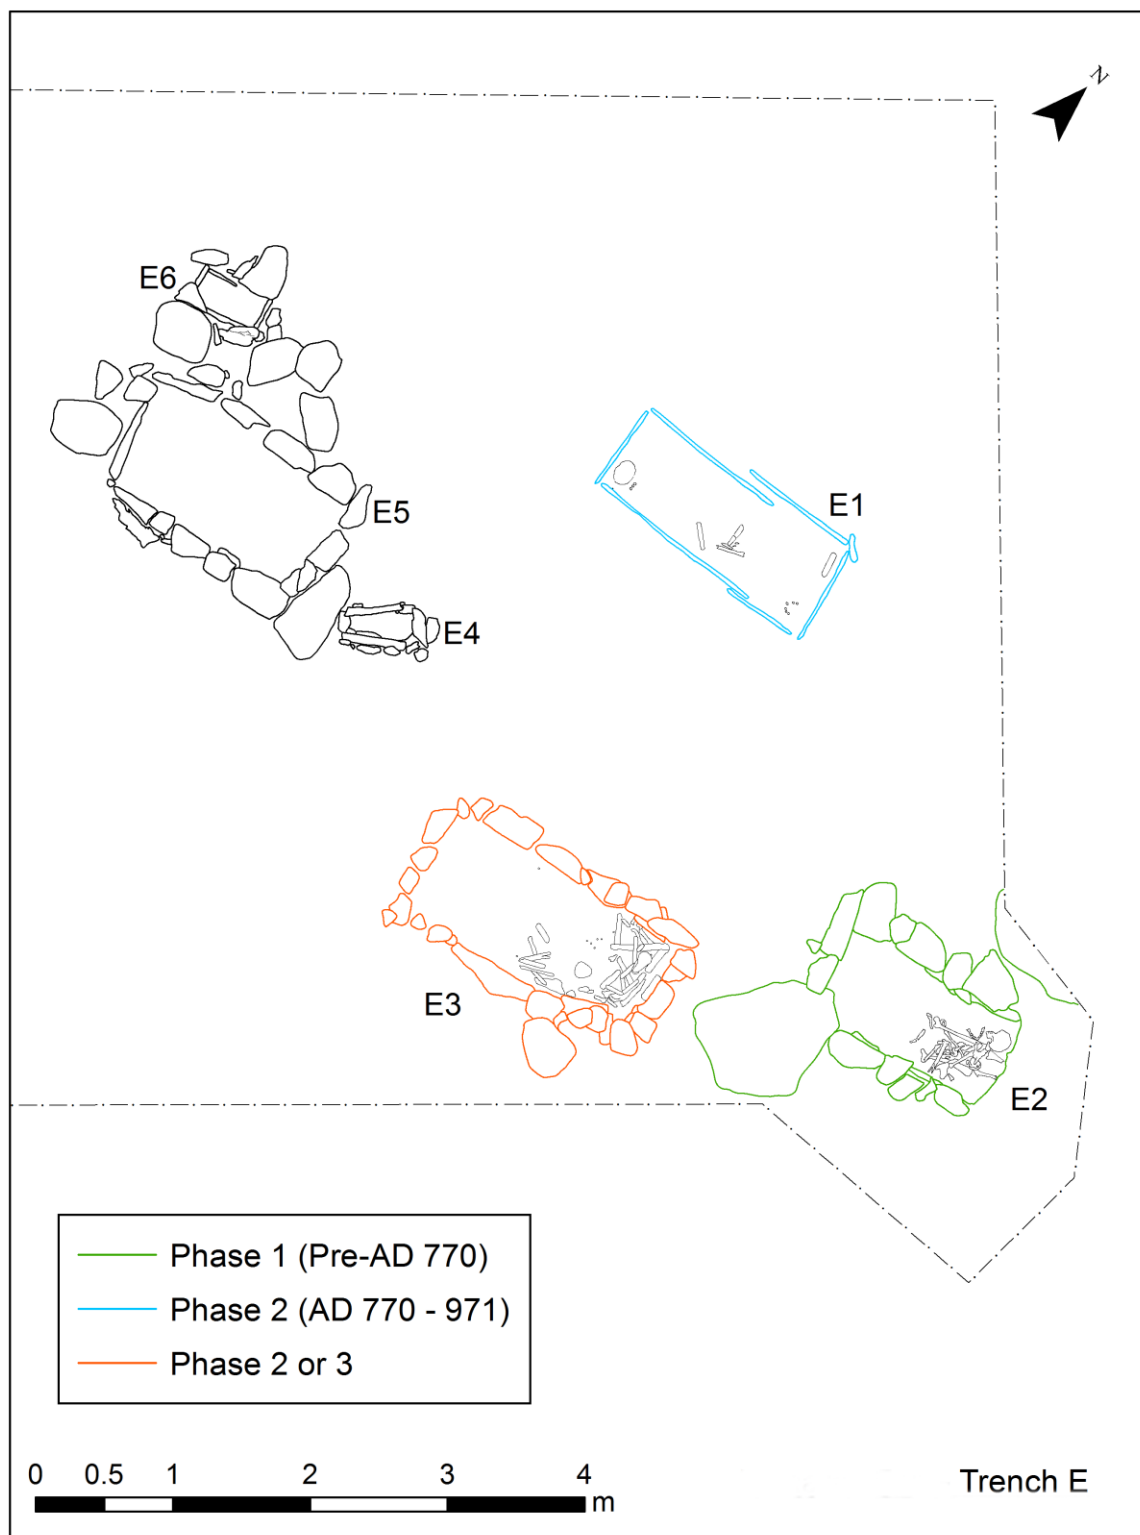 N
E6
E1
E5
E4
E3
E2
Phase 1 (Pre-AD 770)
Phase 2 (AD 770 - 971)
Phase 2 or 3
0 0.5 1 2 3 4
m
Trench E